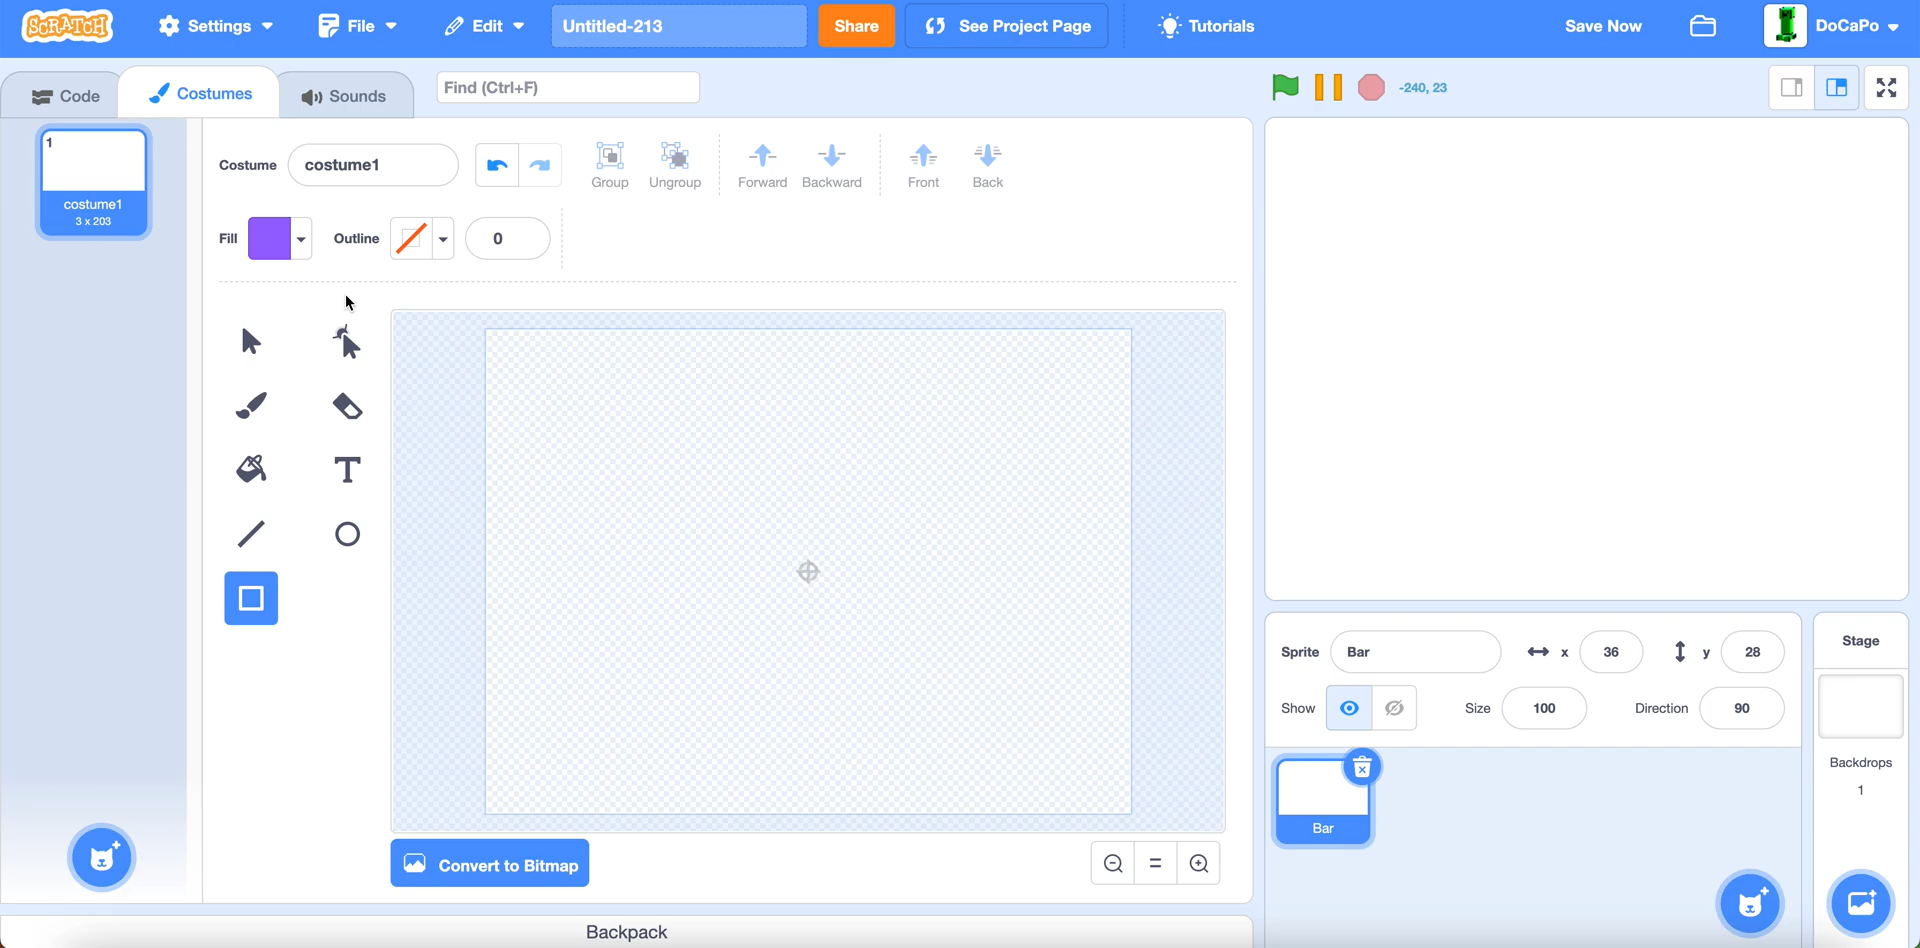 SCRATCH Settings File Edit Untitled-213 Share See Project Page Tutorials Save Now DoCaPo
Code Costumes Sounds Find (Ctrl+F) -240, 23
1
costume1
3 x 203
Costume costume1 Group Ungroup Forward Backward Front Back
Fill Outline 0
Convert to Bitmap
Backpack
Sprite Bar x 36 y 28
Show Size 100 Direction 90
Bar
Stage
Backdrops
1